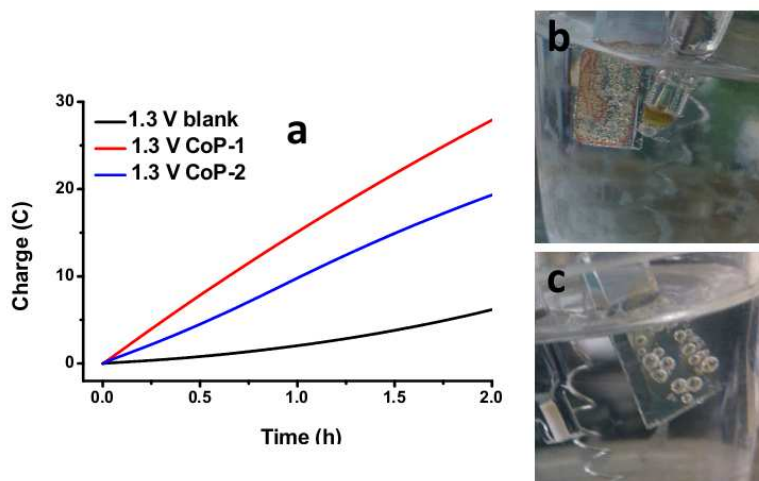 a
1.3 V blank
1.3 V CoP-1
1.3 V CoP-2
Charge (C)
30
20
10
0
0.0 0.5 1.0 1.5 2.0
Time (h)
b
c